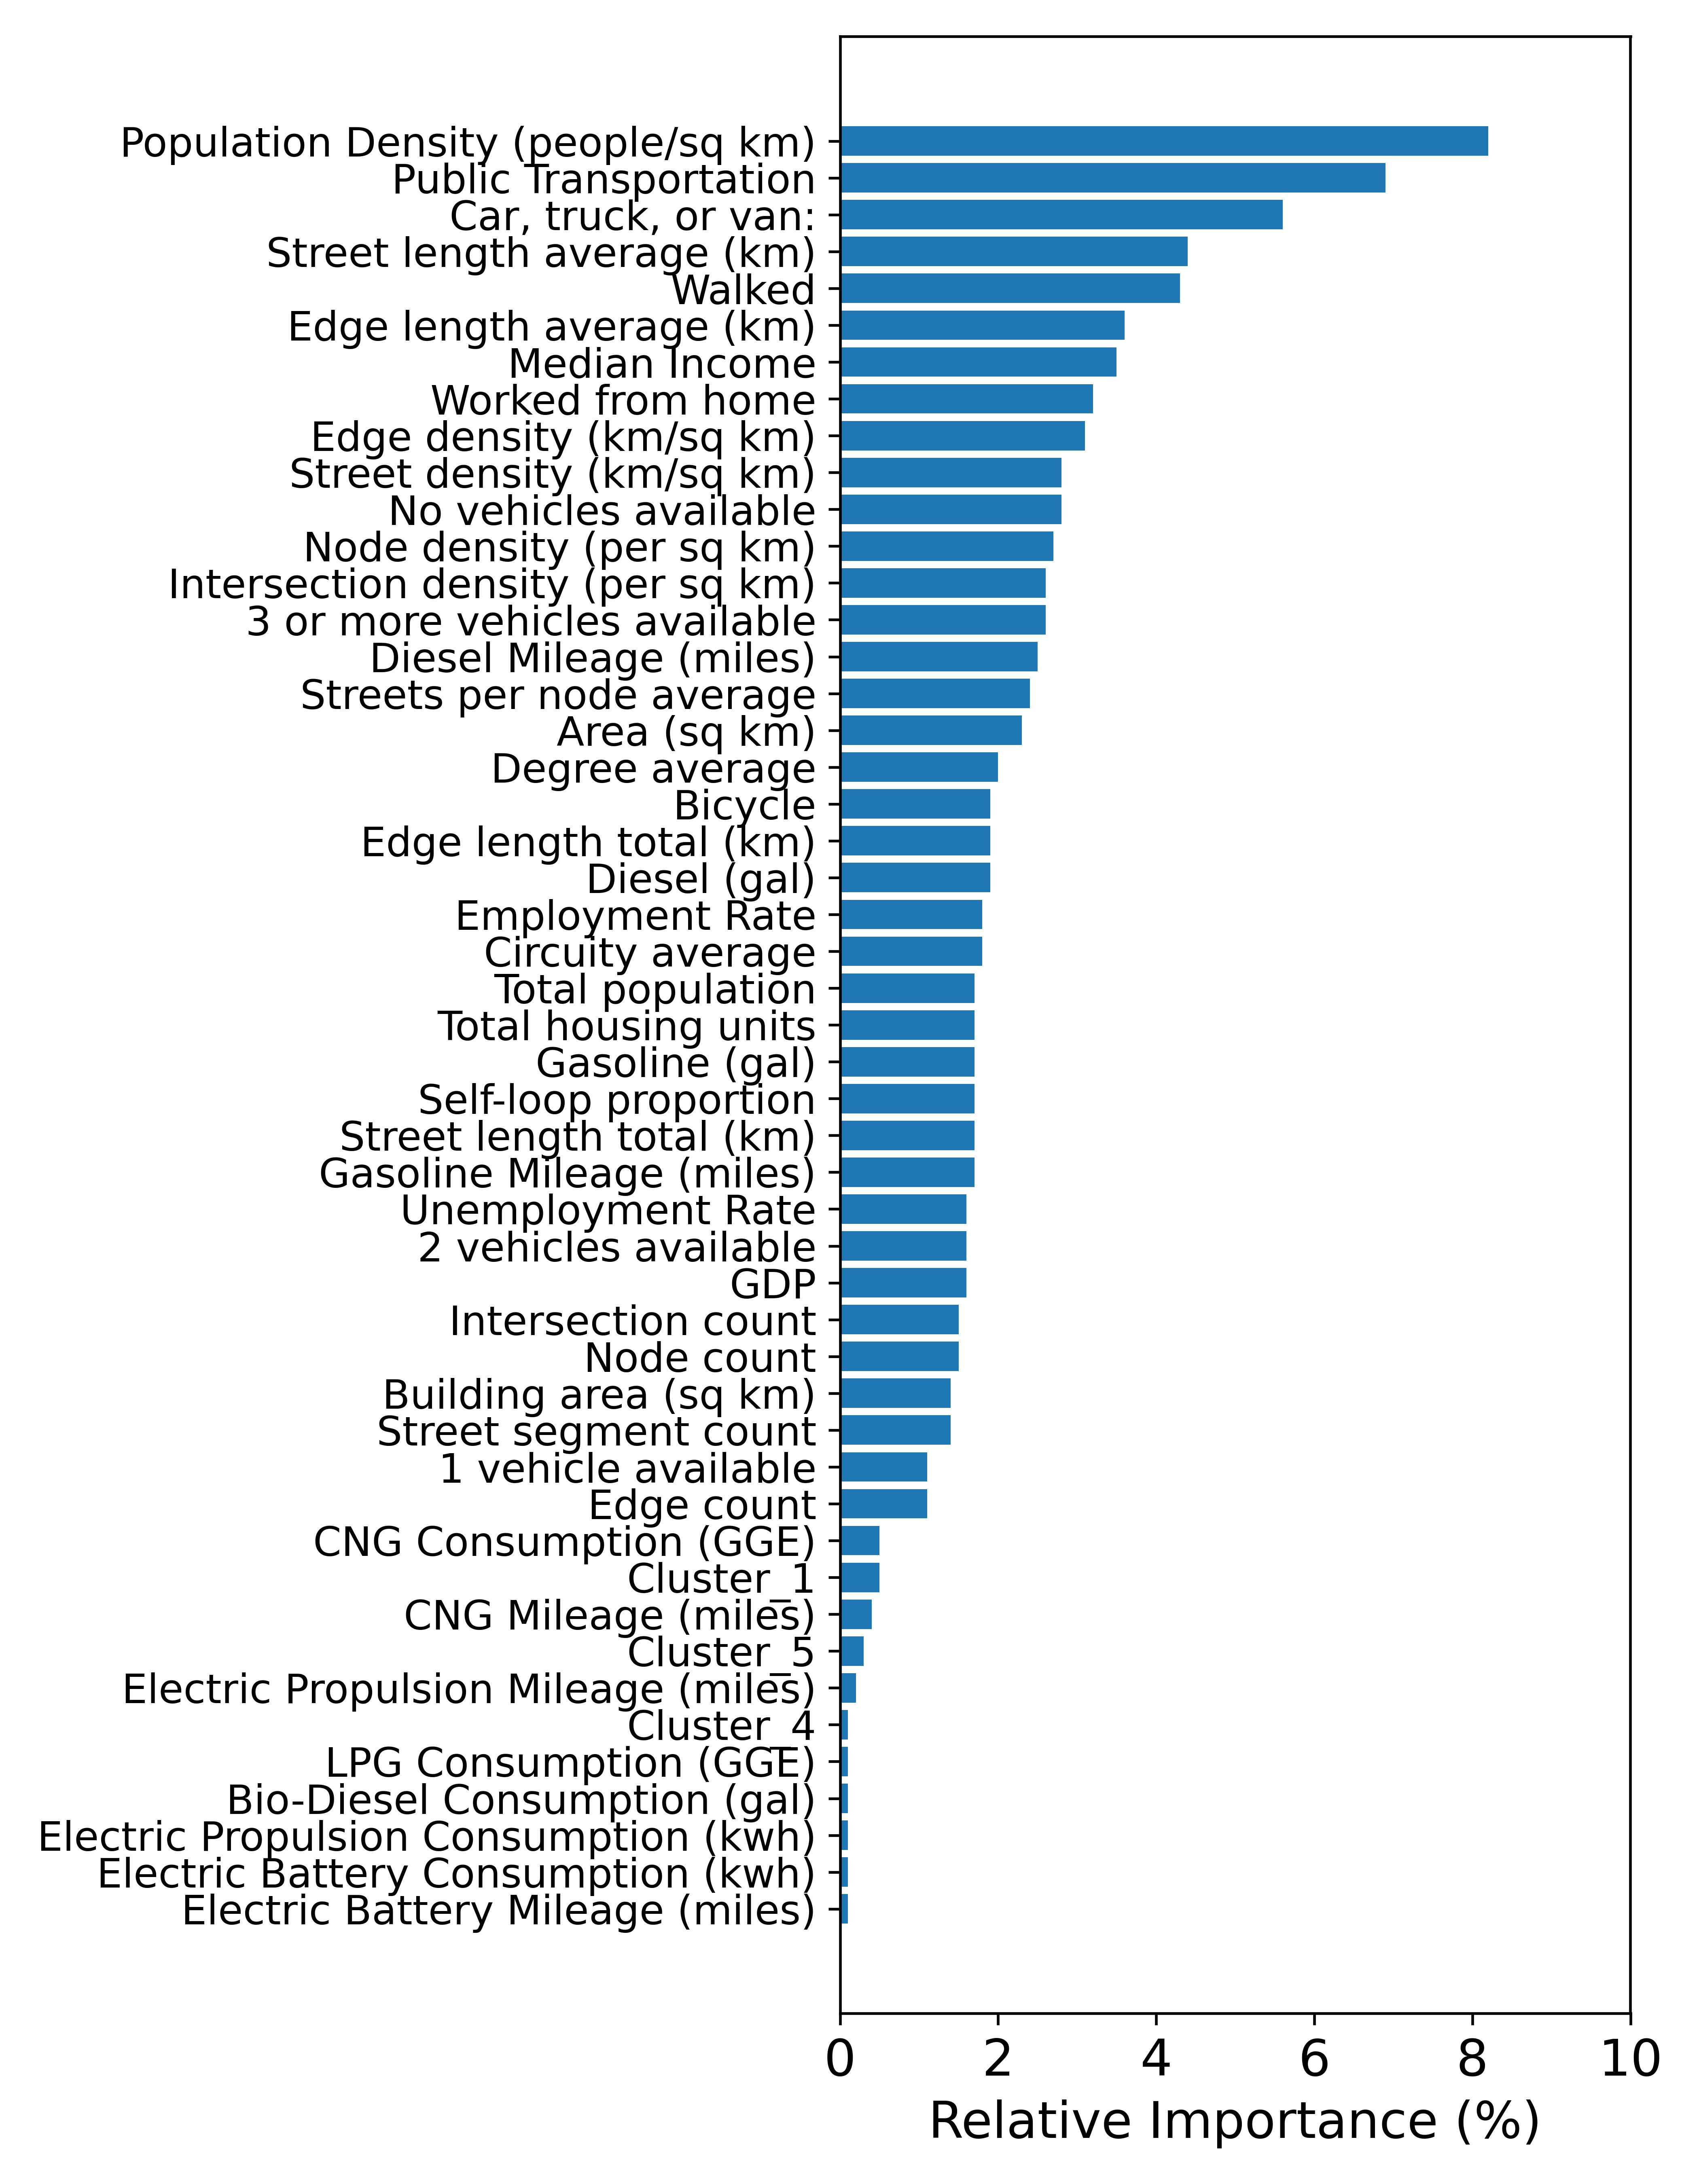 Population Density (people/sq km)
Public Transportation
Car, truck, or van:
Street length average (km)
Walked
Edge length average (km)
Median Income
Worked from home
Edge density (km/sq km)
Street density (km/sq km)
No vehicles available
Node density (per sq km)
Intersection density (per sq km)
3 or more vehicles available
Diesel Mileage (miles)
Streets per node average
Area (sq km)
Degree average
Bicycle
Edge length total (km)
Diesel (gal)
Employment Rate
Circuity average
Total population
Total housing units
Gasoline (gal)
Self-loop proportion
Street length total (km)
Gasoline Mileage (miles)
Unemployment Rate
2 vehicles available
GDP
Intersection count
Node count
Building area (sq km)
Street segment count
1 vehicle available
Edge count
CNG Consumption (GGE)
Cluster_1
CNG Mileage (miles)
Cluster_5
Electric Propulsion Mileage (miles)
Cluster_4
LPG Consumption (GGE)
Bio-Diesel Consumption (gal)
Electric Propulsion Consumption (kwh)
Electric Battery Consumption (kwh)
Electric Battery Mileage (miles)
0 2 4 6 8 10
Relative Importance (%)